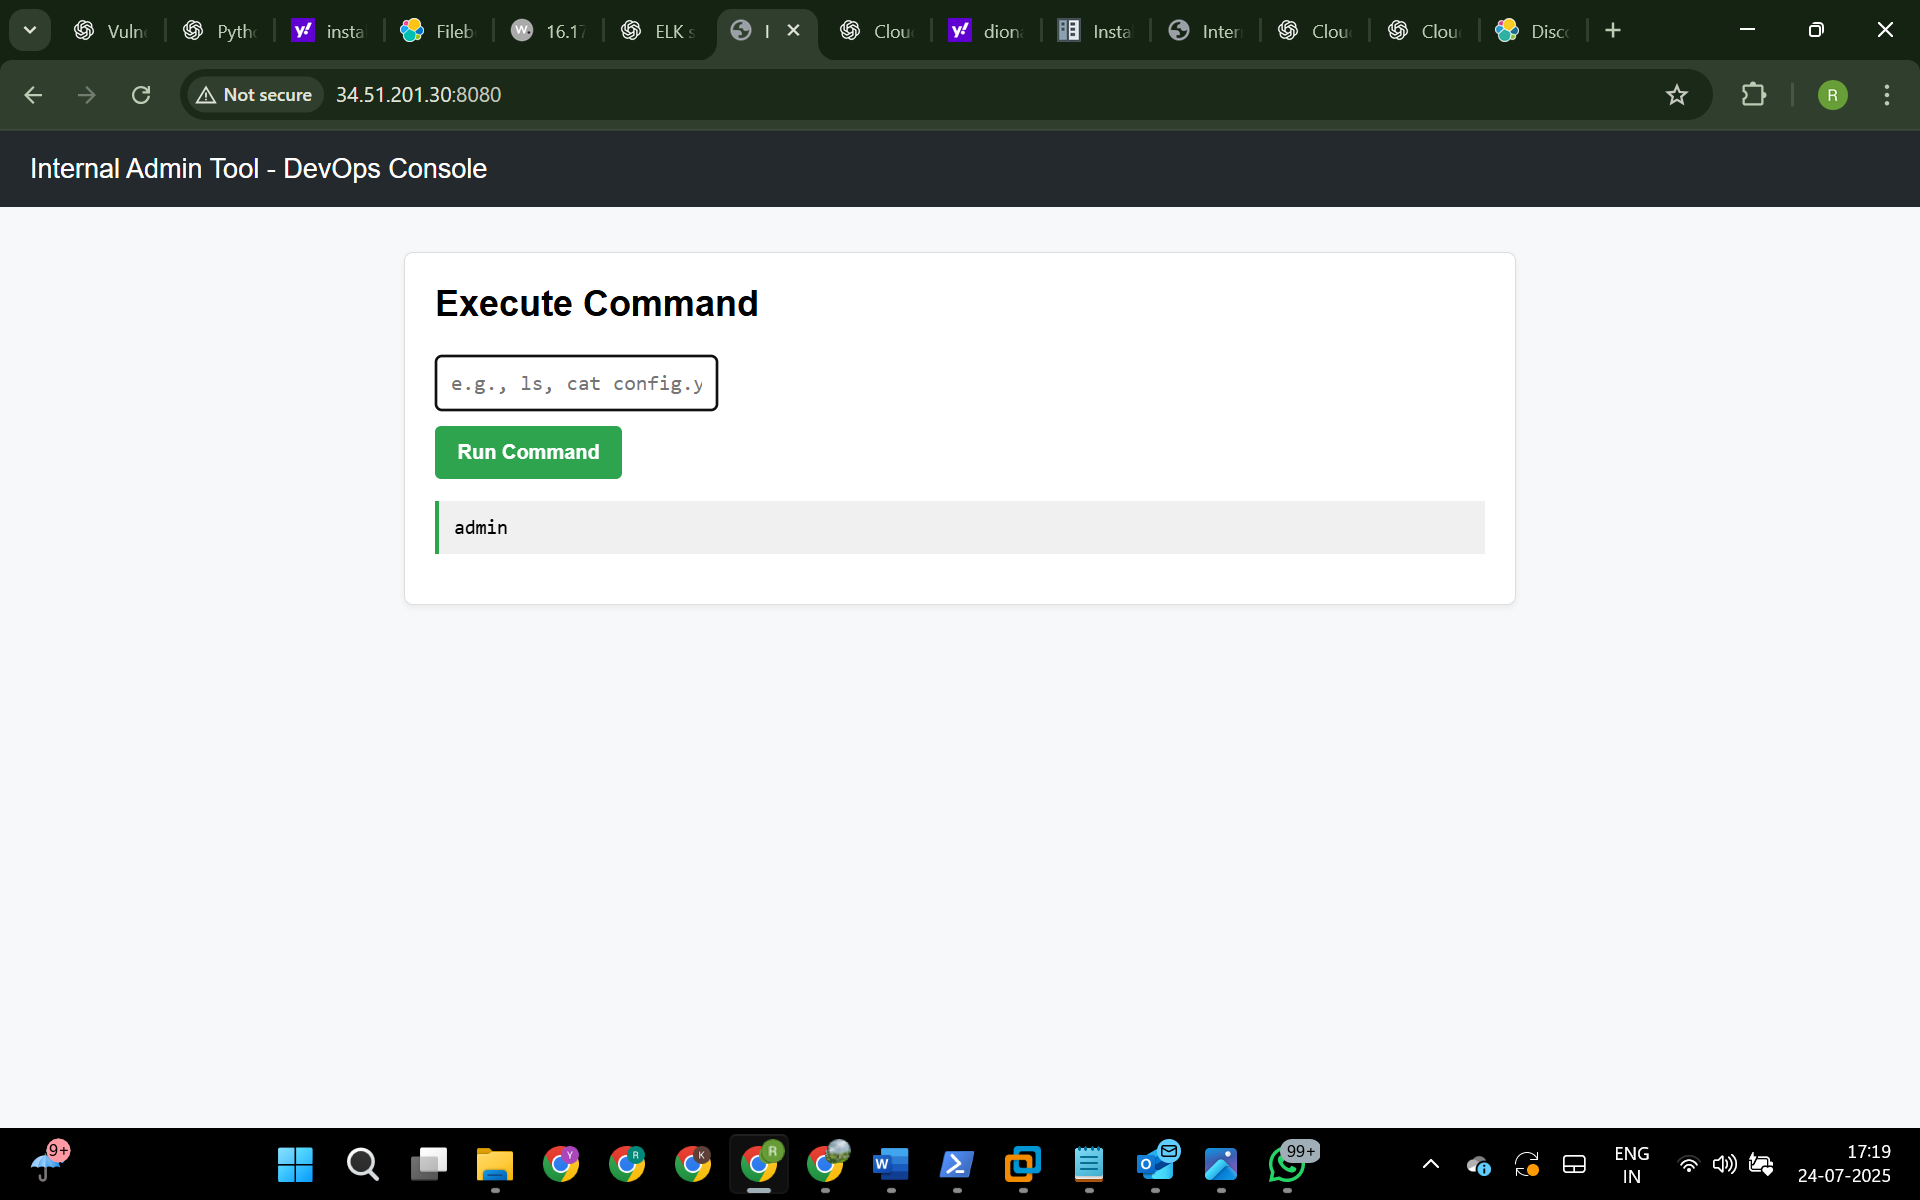 Vuln
Pyth
insta
Fileb
16.17
ELK s
I
Clou
diona
Insta
Inter
Clou
Clou
Disc
Not secure
34.51.201.30:8080
R
Internal Admin Tool - DevOps Console
Execute Command
e.g., ls, cat config.y
Run Command
admin
9+
Y
R
K
R
99+
ENG
IN
17:19
24-07-2025